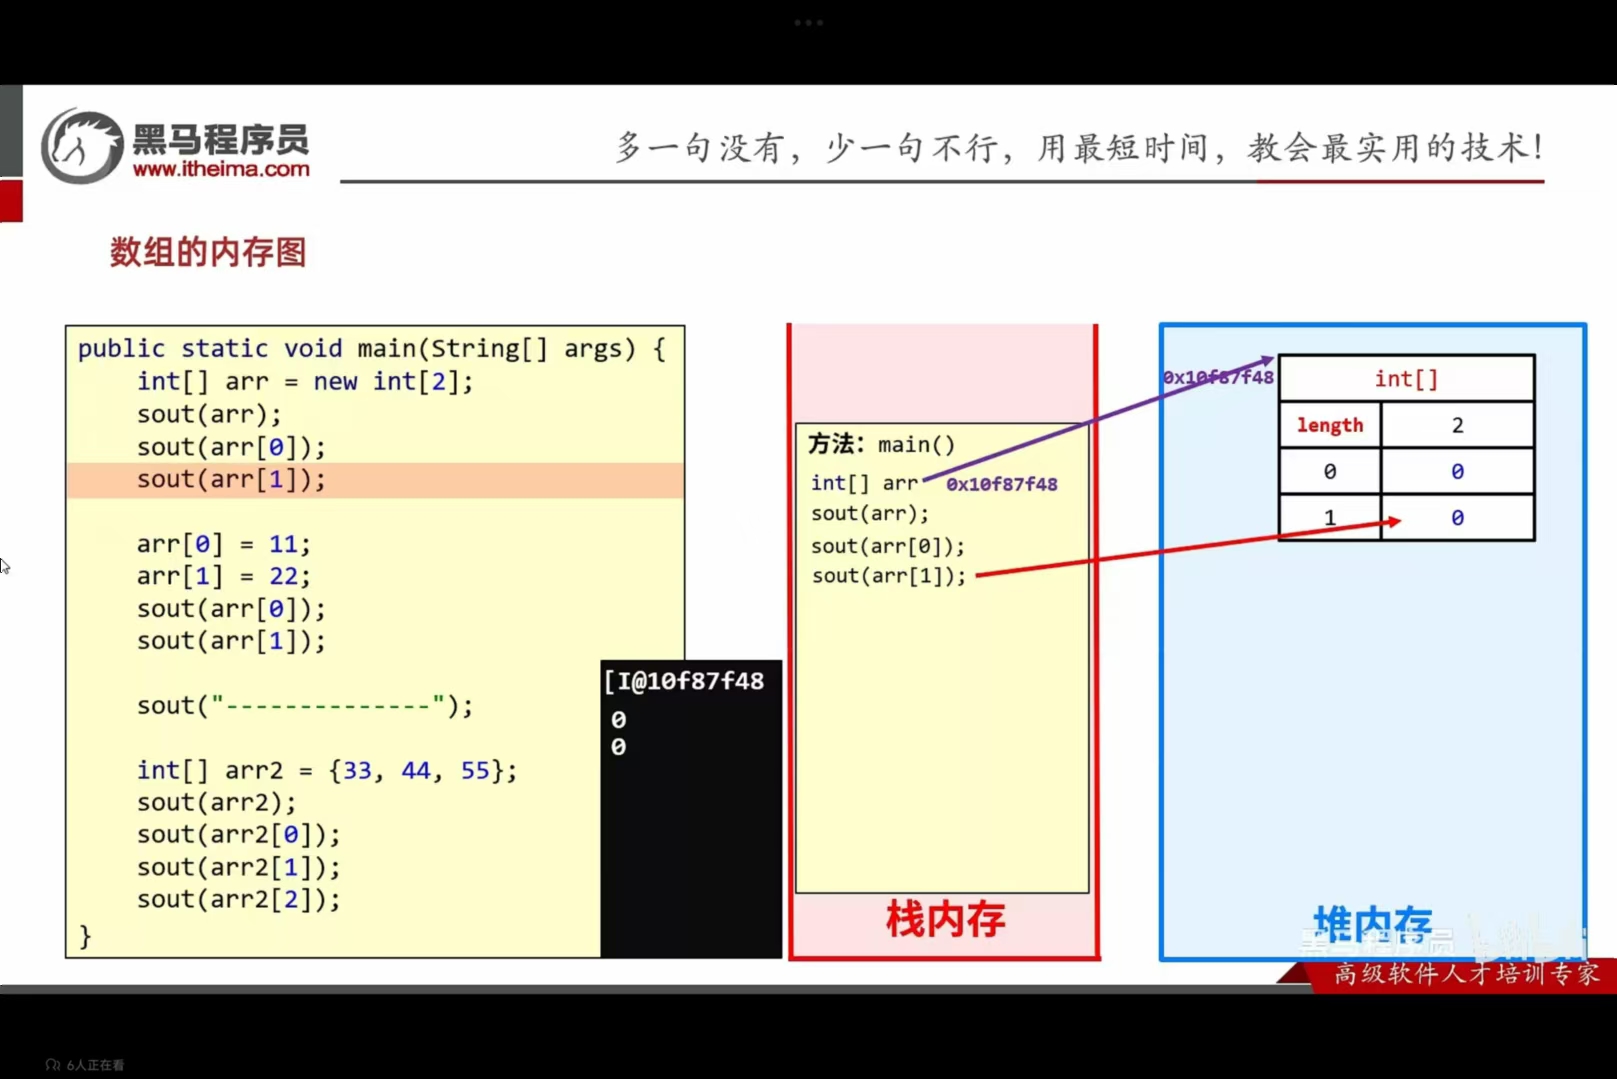 黑马程序员
www.itheima.com
多一句没有，少一句不行，用最短时间，教会最实用的技术！
数组的内存图
public static void main(String[] args) {
int[] arr = new int[2];
sout(arr);
sout(arr[0]);
sout(arr[1]);
arr[0] = 11;
arr[1] = 22;
sout(arr[0]);
sout(arr[1]);
sout("--------------");
int[] arr2 = {33, 44, 55};
sout(arr2);
sout(arr2[0]);
sout(arr2[1]);
sout(arr2[2]);
}
[I@10f87f48
0
0
方法：main()
int[] arr 0x10f87f48
sout(arr);
sout(arr[0]);
sout(arr[1]);
栈内存
0x10f87f48
int[]
length 2
0 0
1 0
堆内存
黑马程序员 bilibili
高级软件人才培训专家
6人正在看